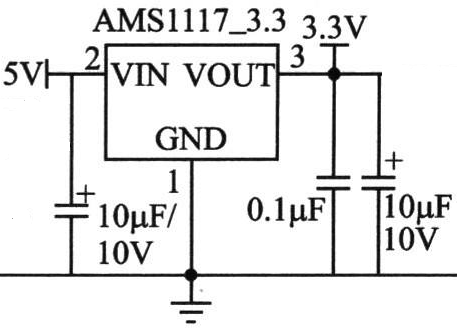 AMS1117_3.3
3.3V
5V
2
VIN
VOUT
3
GND
1
+
10μF/
10V
0.1μF
+
10μF
10V